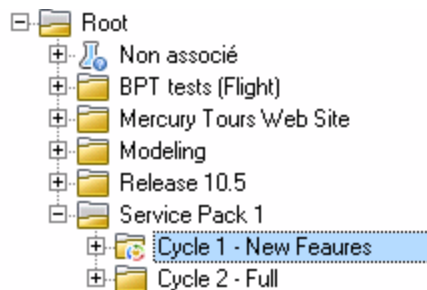 Root
Non associé
BPT tests (Flight)
Mercury Tours Web Site
Modeling
Release 10.5
Service Pack 1
Cycle 1 - New Feaures
Cycle 2 - Full